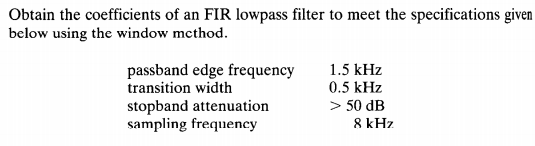 Obtain the coefficients of an FIR lowpass filter to meet the specifications given
below using the window method.
passband edge frequency 1.5 kHz
transition width 0.5 kHz
stopband attenuation > 50 dB
sampling frequency 8 kHz